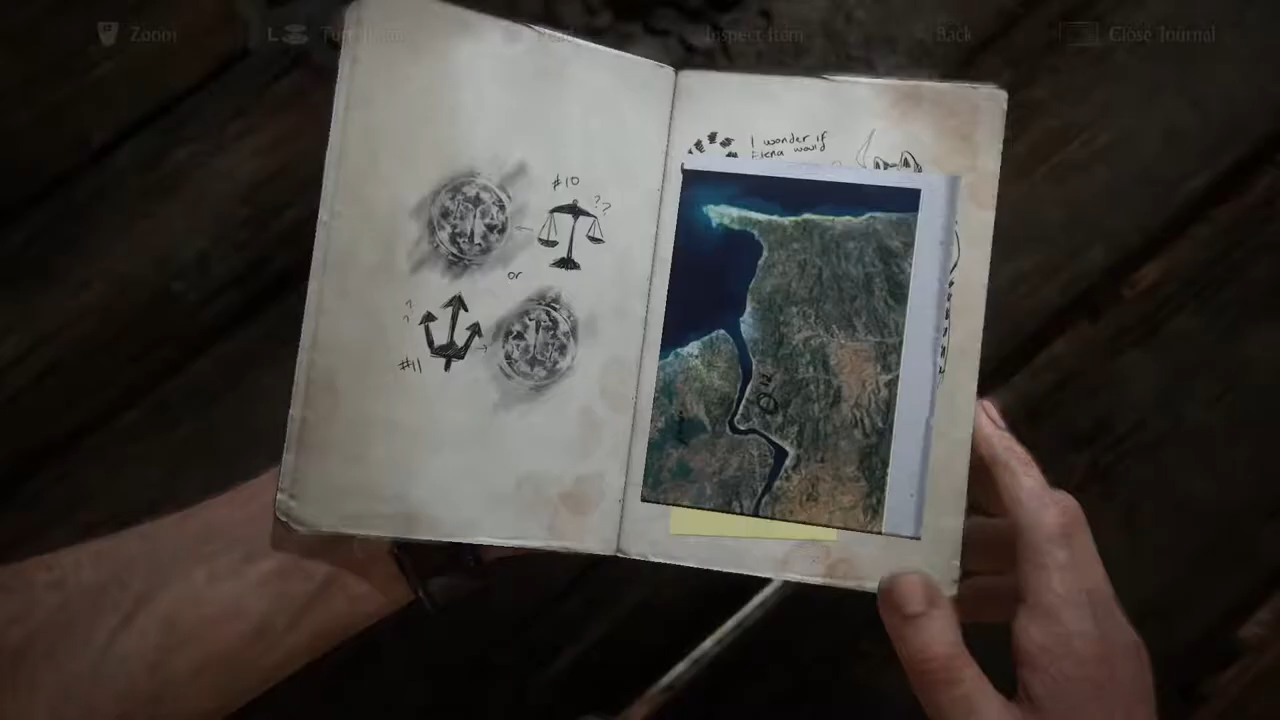 Zoom
L
Inspect Item
Back
Close Journal
#10
??
or
??
#11
I wonder if
Elena would